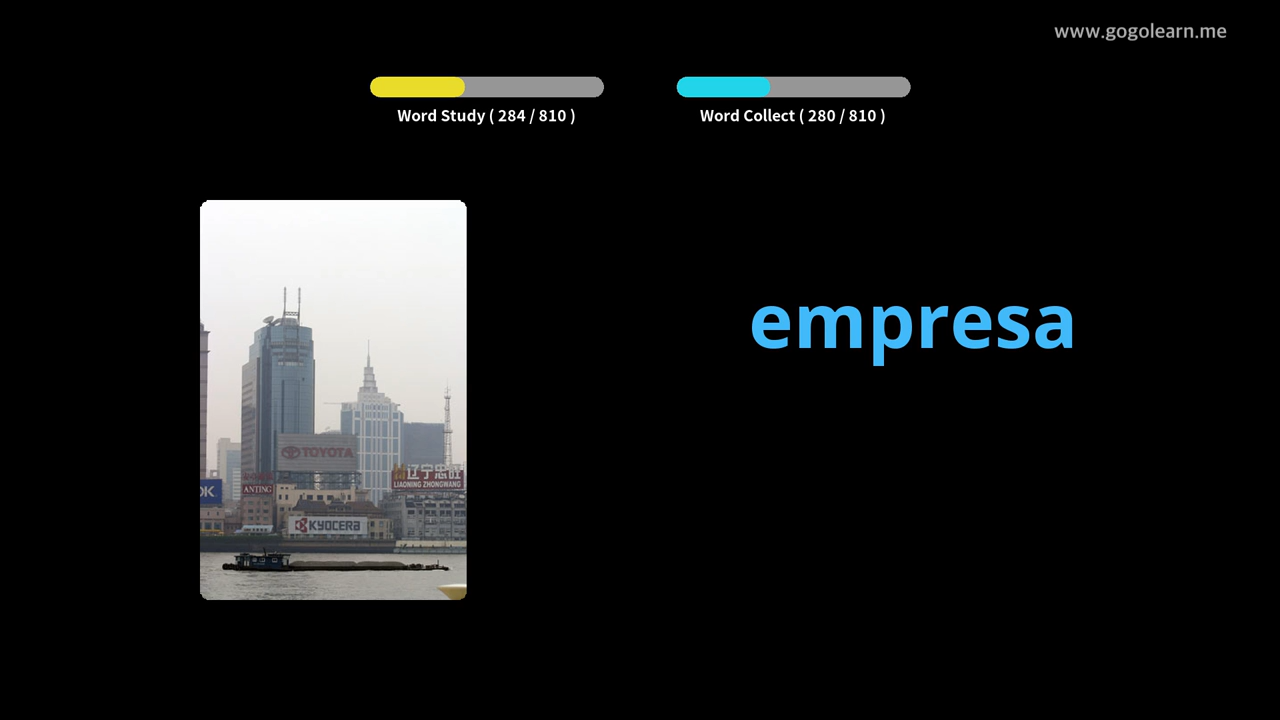 www.gogolearn.me
Word Study ( 284 / 810 )
Word Collect ( 280 / 810 )
empresa
TOYOTA
辽宁忠旺
LIAONING ZHONGWANG
OK
ANTING
KYOCERA